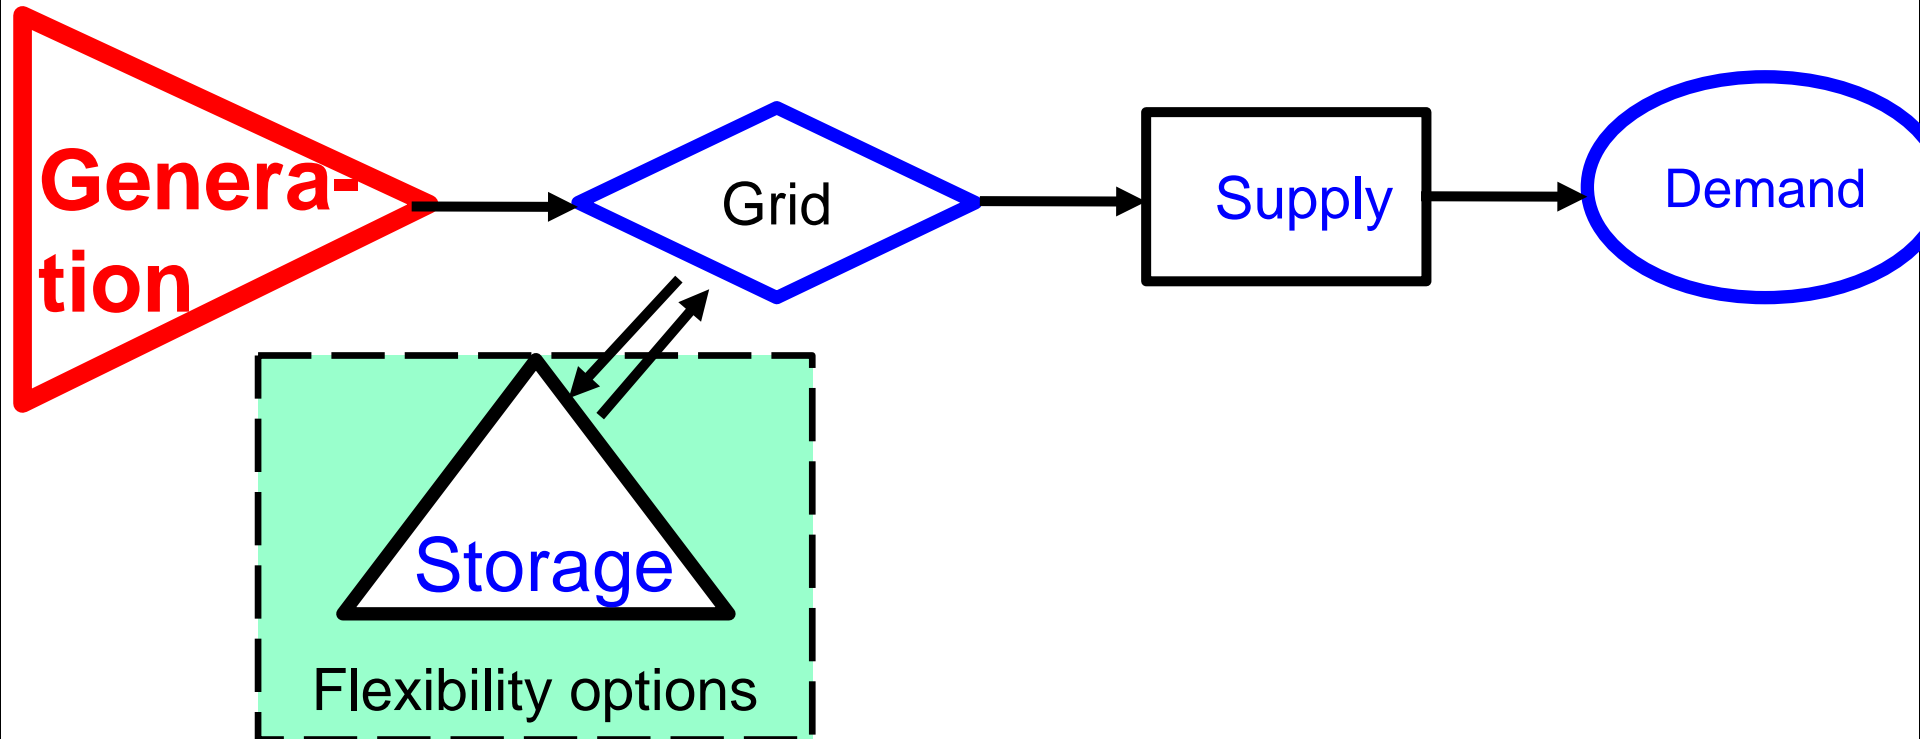 Genera-
tion
Grid
Supply
Demand
Storage
Flexibility options